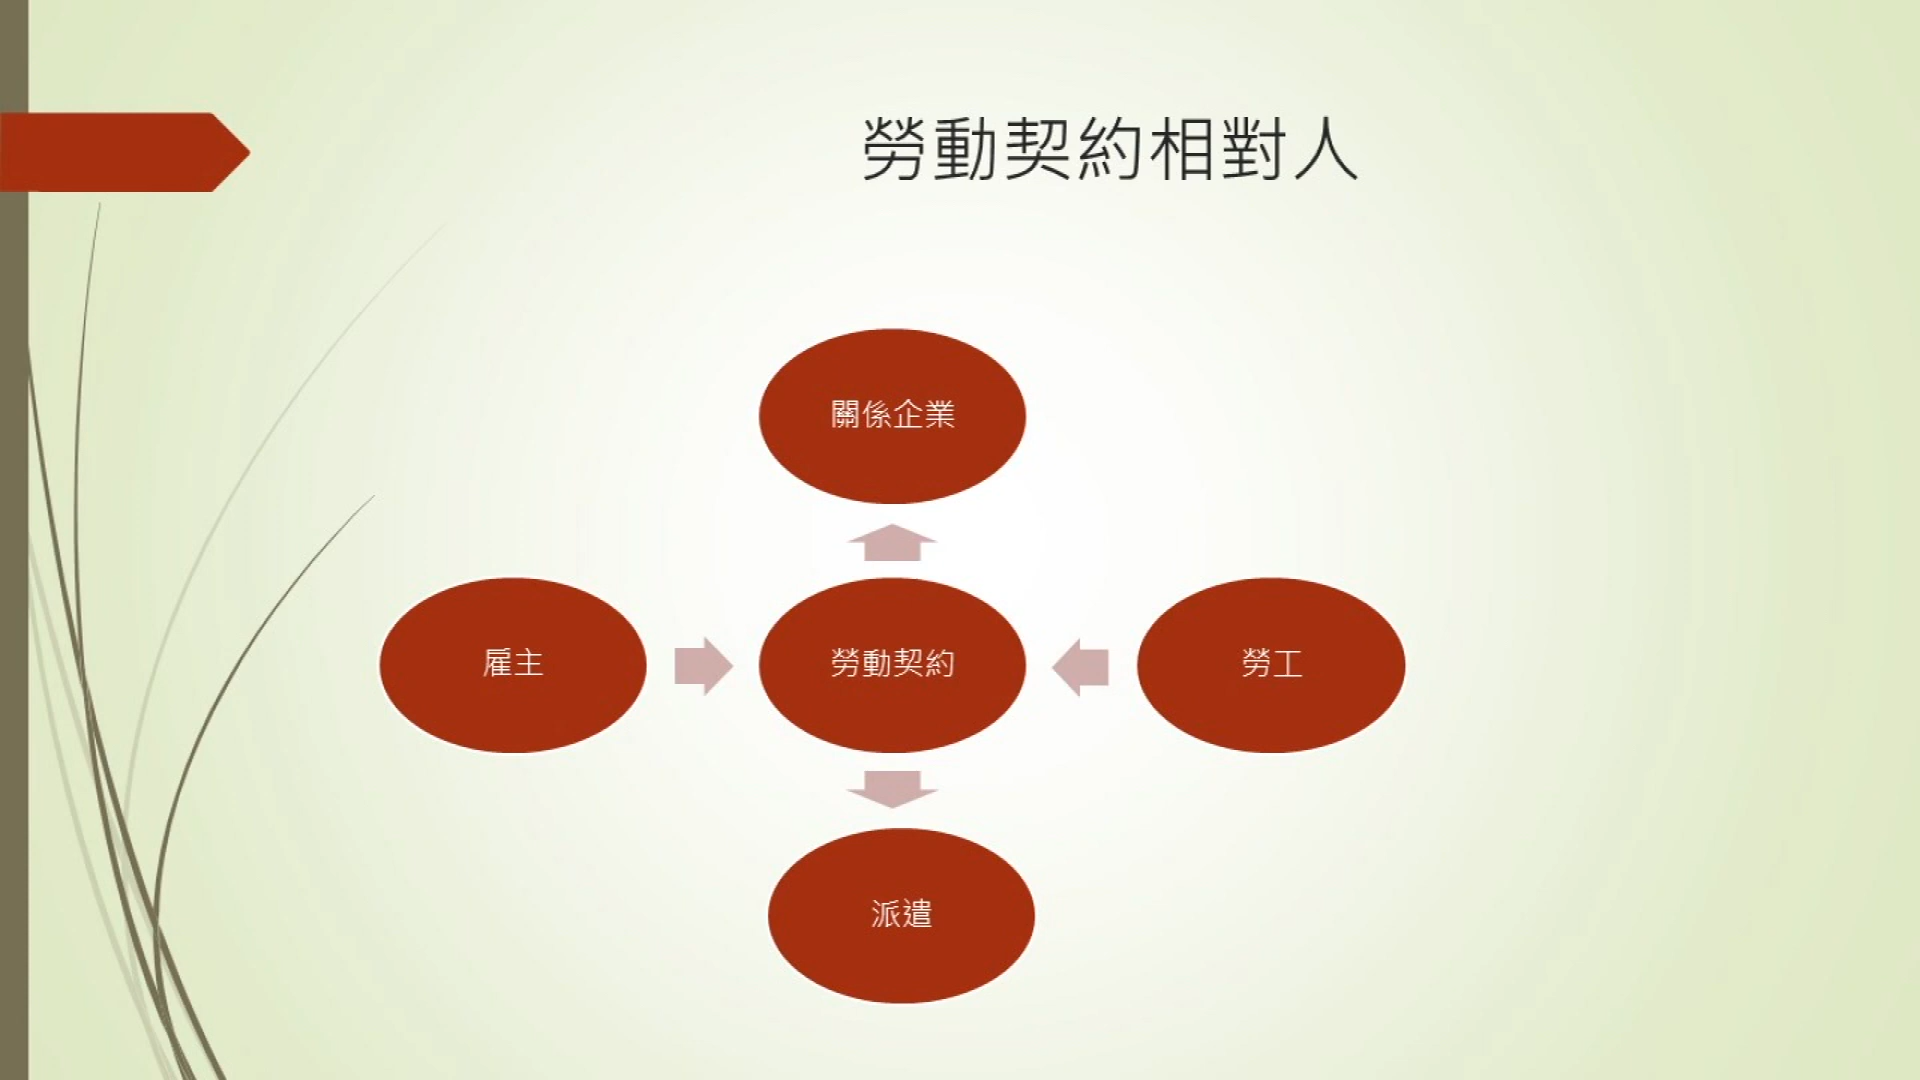 勞動契約相對人
關係企業
雇主
勞動契約
勞工
派遣